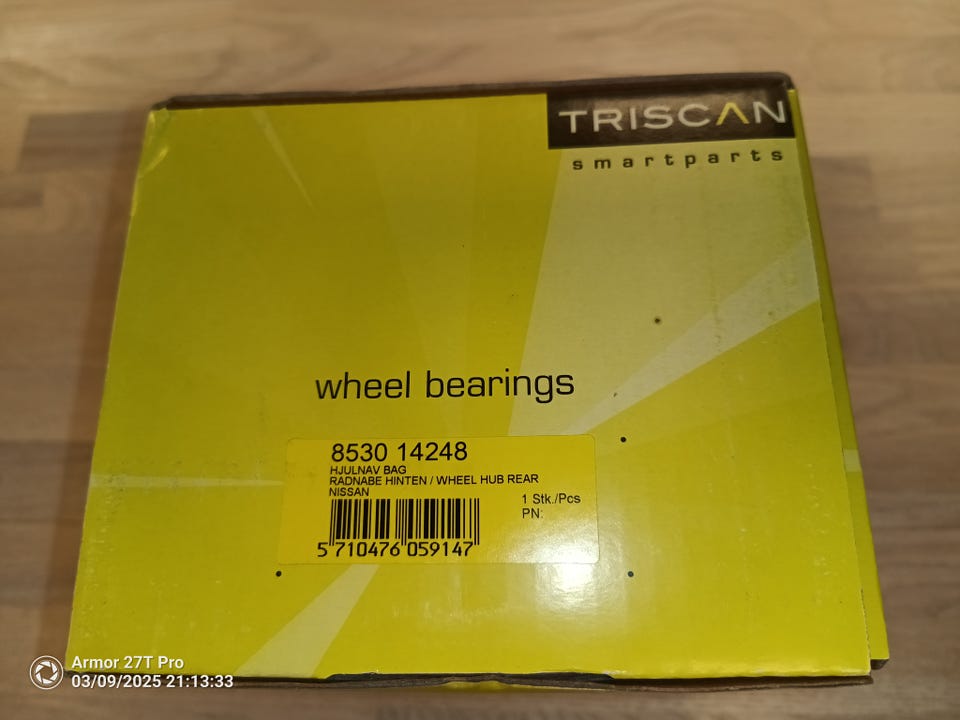 TRISCAN
smartparts
wheel bearings
8530 14248
HJULNAV BAG
RADNABE HINTEN / WHEEL HUB REAR
NISSAN
1 Stk./Pcs
PN:
5 710476 059147
Armor 27T Pro
03/09/2025 21:13:33